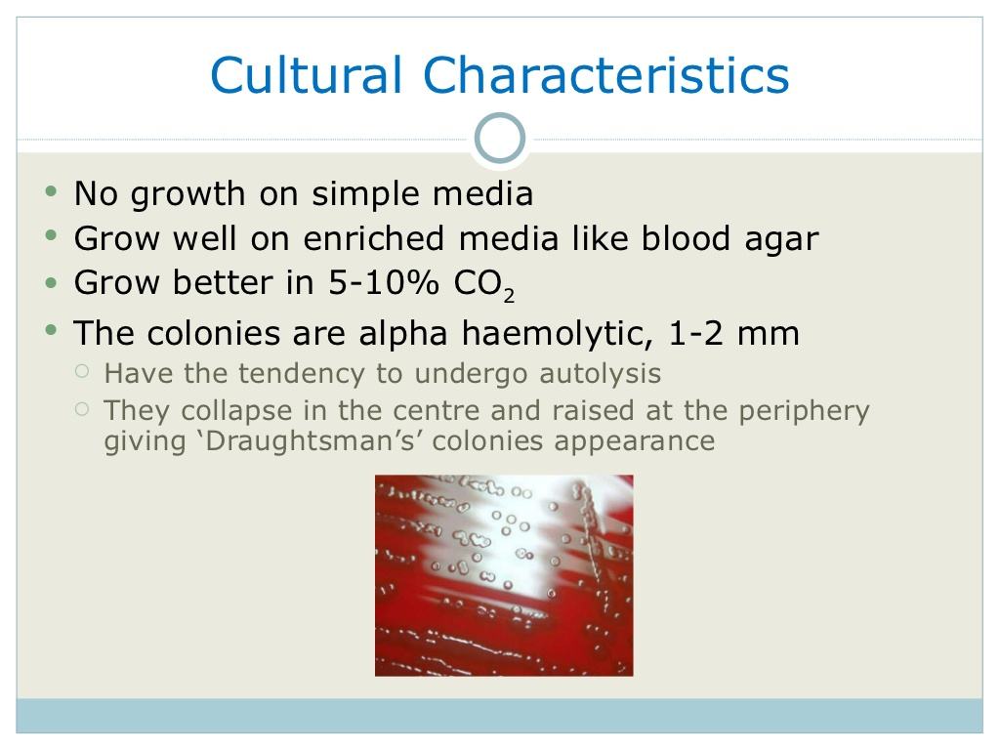 Cultural Characteristics
• No growth on simple media
• Grow well on enriched media like blood agar
• Grow better in 5-10% CO₂
• The colonies are alpha haemolytic, 1-2 mm
○ Have the tendency to undergo autolysis
○ They collapse in the centre and raised at the periphery
giving ‘Draughtsman’s’ colonies appearance